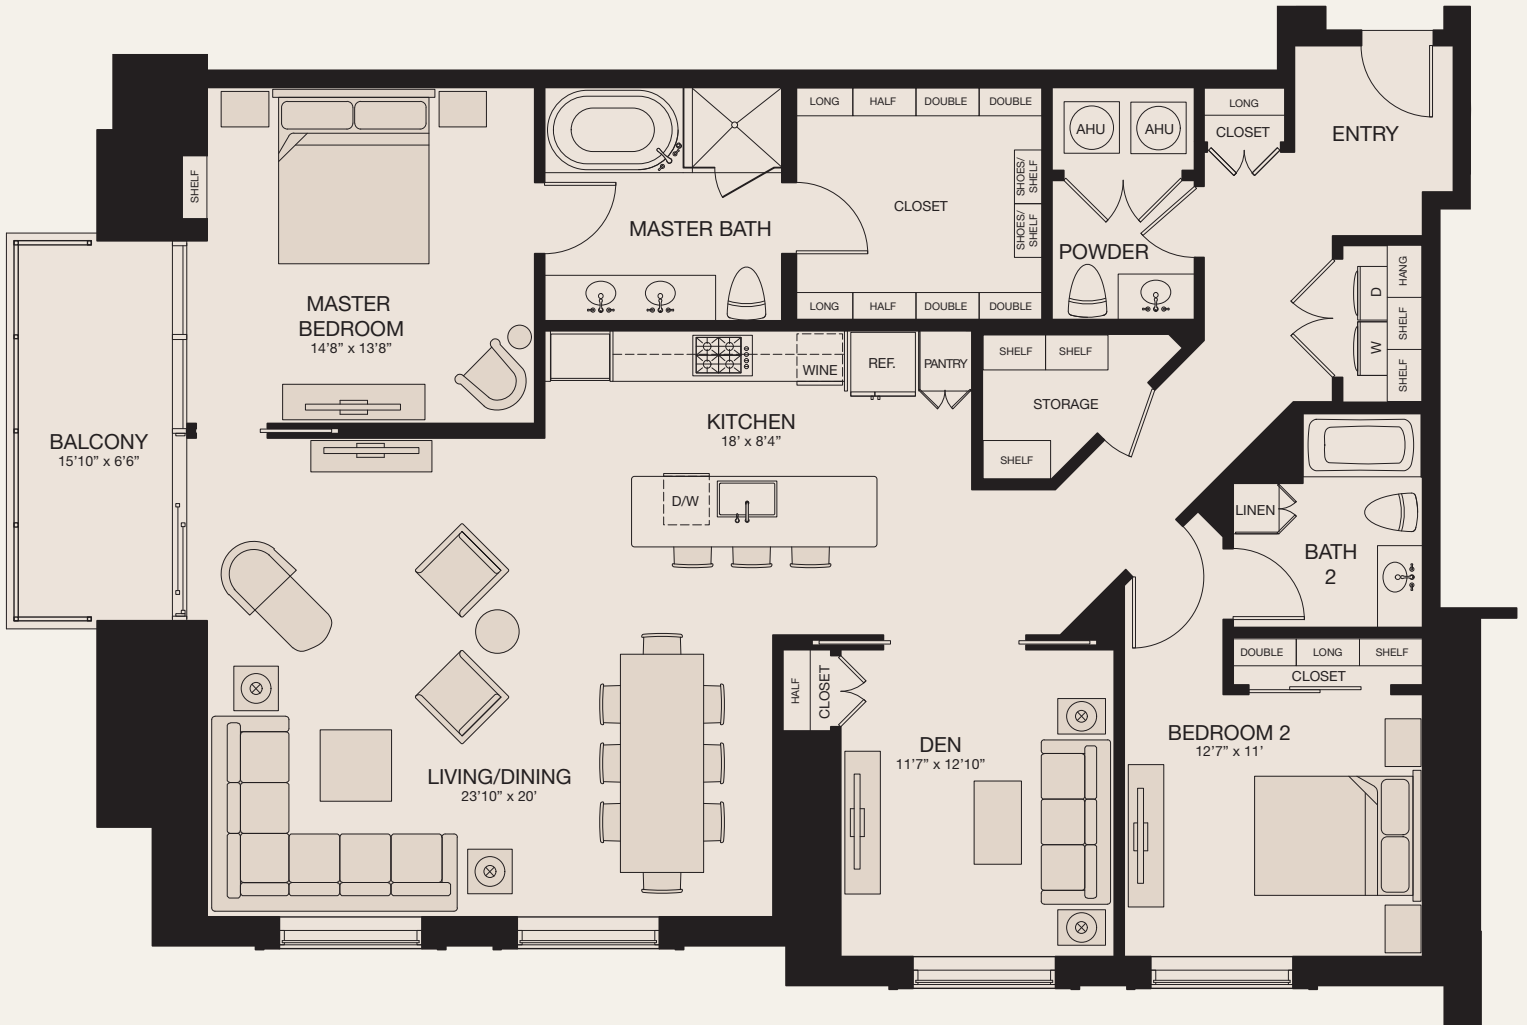 LONG
HALF
DOUBLE
DOUBLE
LONG
CLOSET
AHU
AHU
ENTRY
SHELF
SHOES/
SHELF
SHOES/
SHELF
CLOSET
MASTER BATH
POWDER
LONG
HALF
DOUBLE
DOUBLE
MASTER
BEDROOM
14'8” x 13'8”
HANG
SHELF
SHELF
D
W
WINE
REF.
PANTRY
SHELF
SHELF
STORAGE
SHELF
KITCHEN
18' x 8'4”
BALCONY
15'10” x 6'6”
D/W
LINEN
BATH
2
DOUBLE
LONG
SHELF
CLOSET
HALF
CLOSET
BEDROOM 2
12'7” x 11'
DEN
11'7” x 12'10”
LIVING/DINING
23'10” x 20'